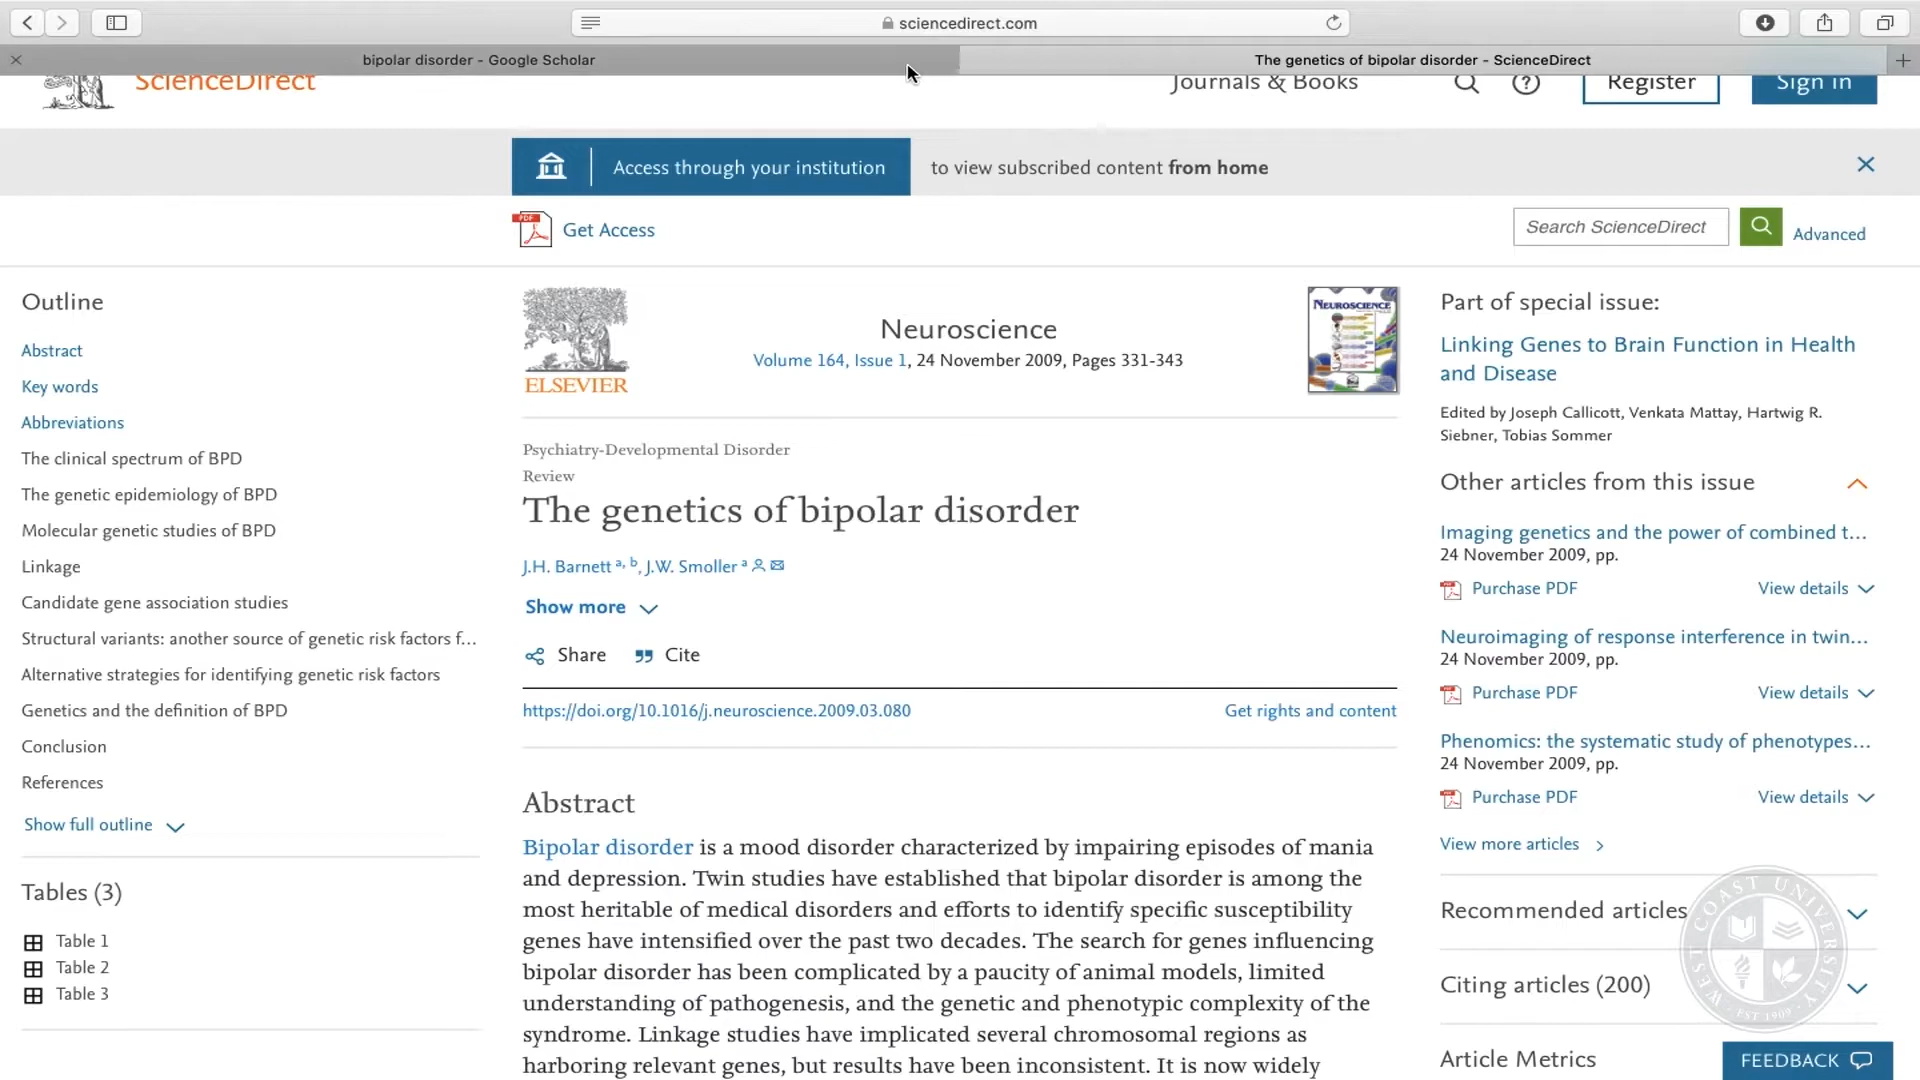 sciencedirect.com
bipolar disorder - Google Scholar
The genetics of bipolar disorder - ScienceDirect
ScienceDirect
Journals & Books
Register
Sign in
Access through your institution
to view subscribed content from home
PDF
Get Access
Search ScienceDirect
Advanced
Outline
Abstract
Key words
Abbreviations
The clinical spectrum of BPD
The genetic epidemiology of BPD
Molecular genetic studies of BPD
Linkage
Candidate gene association studies
Structural variants: another source of genetic risk factors f...
Alternative strategies for identifying genetic risk factors
Genetics and the definition of BPD
Conclusion
References
Show full outline
Tables (3)
Table 1
Table 2
Table 3
ELSEVIER
Neuroscience
Volume 164, Issue 1, 24 November 2009, Pages 331-343
NEUROSCIENCE
Psychiatry-Developmental Disorder
Review
The genetics of bipolar disorder
J.H. Barnett a, b, J.W. Smoller a
Show more
Share
Cite
https://doi.org/10.1016/j.neuroscience.2009.03.080
Get rights and content
Abstract
Bipolar disorder is a mood disorder characterized by impairing episodes of mania
and depression. Twin studies have established that bipolar disorder is among the
most heritable of medical disorders and efforts to identify specific susceptibility
genes have intensified over the past two decades. The search for genes influencing
bipolar disorder has been complicated by a paucity of animal models, limited
understanding of pathogenesis, and the genetic and phenotypic complexity of the
syndrome. Linkage studies have implicated several chromosomal regions as
harboring relevant genes, but results have been inconsistent. It is now widely
Part of special issue:
Linking Genes to Brain Function in Health
and Disease
Edited by Joseph Callicott, Venkata Mattay, Hartwig R.
Siebner, Tobias Sommer
Other articles from this issue
Imaging genetics and the power of combined t...
24 November 2009, pp.
Purchase PDF
View details
Neuroimaging of response interference in twin...
24 November 2009, pp.
Purchase PDF
View details
Phenomics: the systematic study of phenotypes...
24 November 2009, pp.
Purchase PDF
View details
View more articles
Recommended articles
Citing articles (200)
Article Metrics
WEST COAST UNIVERSITY
EST 1909
FEEDBACK